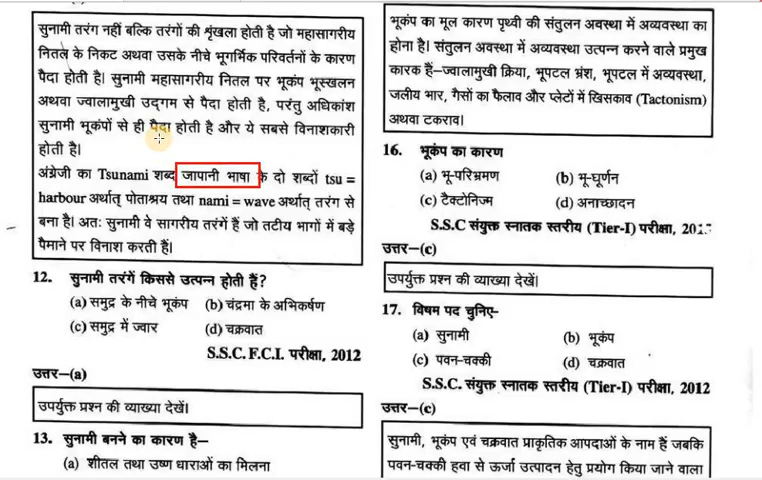 सुनामी तरंग नहीं बल्कि तरंगों की शृंखला होती है जो महासागरीय
नितल के निकट अथवा उसके नीचे भूगर्मिक परिवर्तनों के कारण
पैदा होती है। सुनामी महासागरीय नितल पर भूकंप भूस्खलन
अथवा ज्वालामुखी उद्गम से पैदा होती है, परंतु अधिकांश
सुनामी भूकंपों से ही पैदा होती है और ये सबसे विनाशकारी
होती है।
अंग्रेजी का Tsunami शब्द जापानी भाषा के दो शब्दों tsu =
harbour अर्थात् पोताश्रय तथा nami = wave अर्थात् तरंग से
बना है। अतः सुनामी वे सागरीय तरंगें हैं जो तटीय भागों में बड़े
पैमाने पर विनाश करती हैं।
12. सुनामी तरंगें किससे उत्पन्न होती हैं?
(a) समुद्र के नीचे भूकंप (b) चंद्रमा के अभिकर्षण
(c) समुद्र में ज्वार (d) चक्रवात
S.S.C. F.C.I. परीक्षा, 2012
उत्तर—(a)
उपर्युक्त प्रश्न की व्याख्या देखें।
13. सुनामी बनने का कारण है—
(a) शीतल तथा उष्ण धाराओं का मिलना
भूकंप का मूल कारण पृथ्वी की संतुलन अवस्था में अव्यवस्था का
होना है। संतुलन अवस्था में अव्यवस्था उत्पन्न करने वाले प्रमुख
कारक हैं—ज्वालामुखी क्रिया, भूपटल भ्रंश, भूपटल में अव्यवस्था,
जलीय भार, गैसों का फैलाव और प्लेटों में खिसकाव (Tactonism)
अथवा टकराव।
16. भूकंप का कारण
(a) भू-परिभ्रमण (b) भू-घूर्णन
(c) टैक्टोनिज्म (d) अनाच्छादन
S.S.C संयुक्त स्नातक स्तरीय (Tier-I) परीक्षा,
उत्तर—(c)
उपर्युक्त प्रश्न की व्याख्या देखें।
17. विषम पद चुनिए-
(a) सुनामी (b) भूकंप
(c) पवन-चक्की (d) चक्रवात
S.S.C. संयुक्त स्नातक स्तरीय (Tier-I) परीक्षा, 2012
उत्तर—(c)
सुनामी, भूकंप एवं चक्रवात प्राकृतिक आपदाओं के नाम हैं जबकि
पवन-चक्की हवा से ऊर्जा उत्पादन हेतु प्रयोग किया जाने वाला